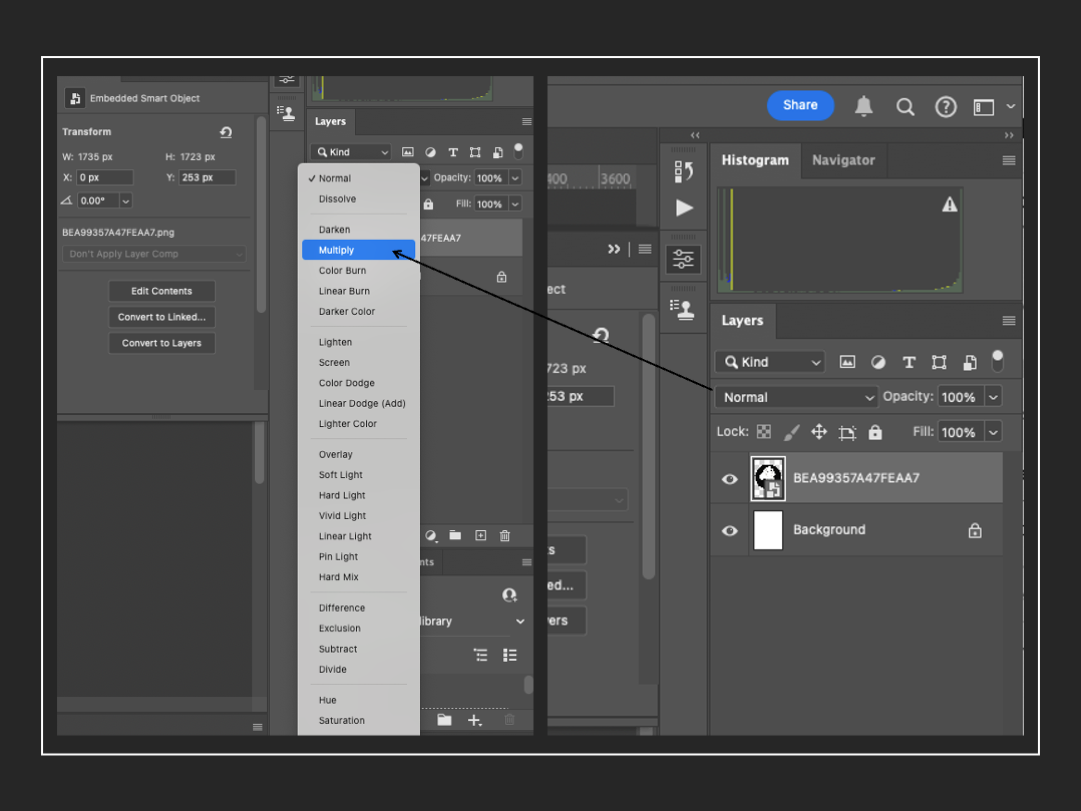 Embedded Smart Object
Transform
W: 1735 px H: 1723 px
X: 0 px Y: 253 px
0.00°
BEA99357A47FEAA7.png
Don't Apply Layer Comp
Edit Contents
Convert to Linked...
Convert to Layers
Layers
Kind
Normal
Opacity: 100%
Dissolve
Fill: 100%
Darken
47FEAA7
Multiply
Color Burn
Linear Burn
Darker Color
Lighten
Screen
Color Dodge
Linear Dodge (Add)
Lighter Color
Overlay
Soft Light
Hard Light
Vivid Light
Linear Light
Pin Light
Hard Mix
nts
Difference
library
Exclusion
Subtract
Divide
Hue
Saturation
Share
Histogram Navigator
400 3600
ect
723 px
53 px
s
ed...
ers
Layers
Kind
Normal Opacity: 100%
Lock: Fill: 100%
BEA99357A47FEAA7
Background